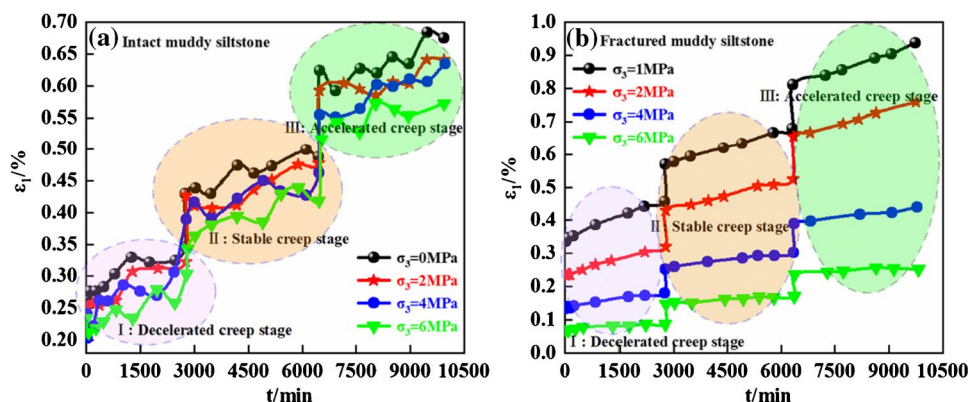 (a) Intact muddy siltstone
0.70
0.65
0.60
0.55
0.50
0.45
0.40
0.35
0.30
0.25
0.20
ε₁/%
III: Accelerated creep stage
II : Stable creep stage
I : Decelerated creep stage
σ₃=0MPa
σ₃=2MPa
σ₃=4MPa
σ₃=6MPa
0 1500 3000 4500 6000 7500 9000 10500
t/min
(b) Fractured muddy siltstone
1.0
0.9
0.8
0.7
0.6
0.5
0.4
0.3
0.2
0.1
0.0
ε₁/%
σ₃=1MPa
σ₃=2MPa
σ₃=4MPa
σ₃=6MPa
III: Accelerated creep stage
II : Stable creep stage
I : Decelerated creep stage
0 1500 3000 4500 6000 7500 9000 10500
t/min